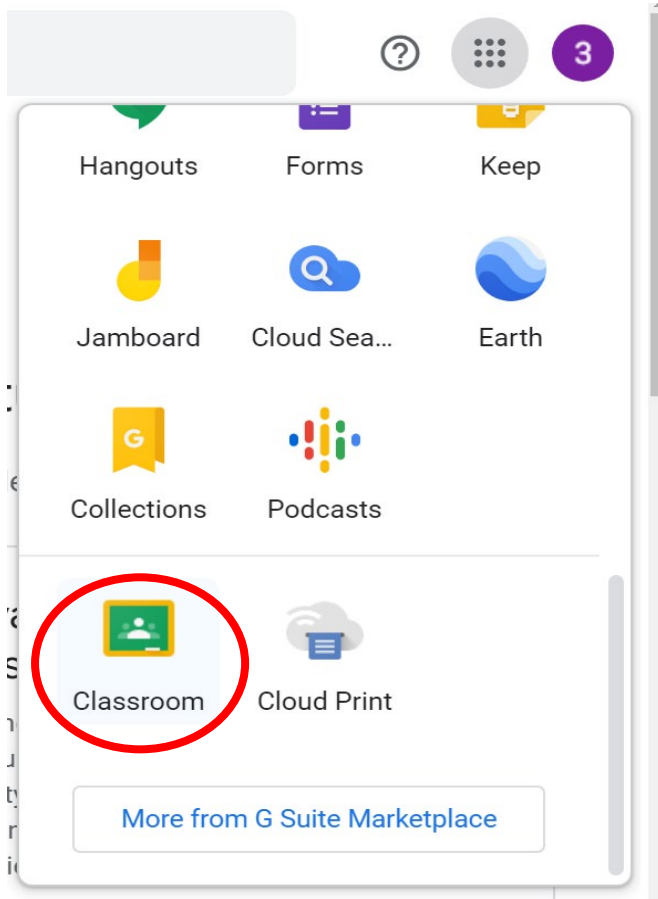 3
Hangouts Forms Keep
Jamboard Cloud Sea... Earth
G
Collections Podcasts
Classroom Cloud Print
More from G Suite Marketplace